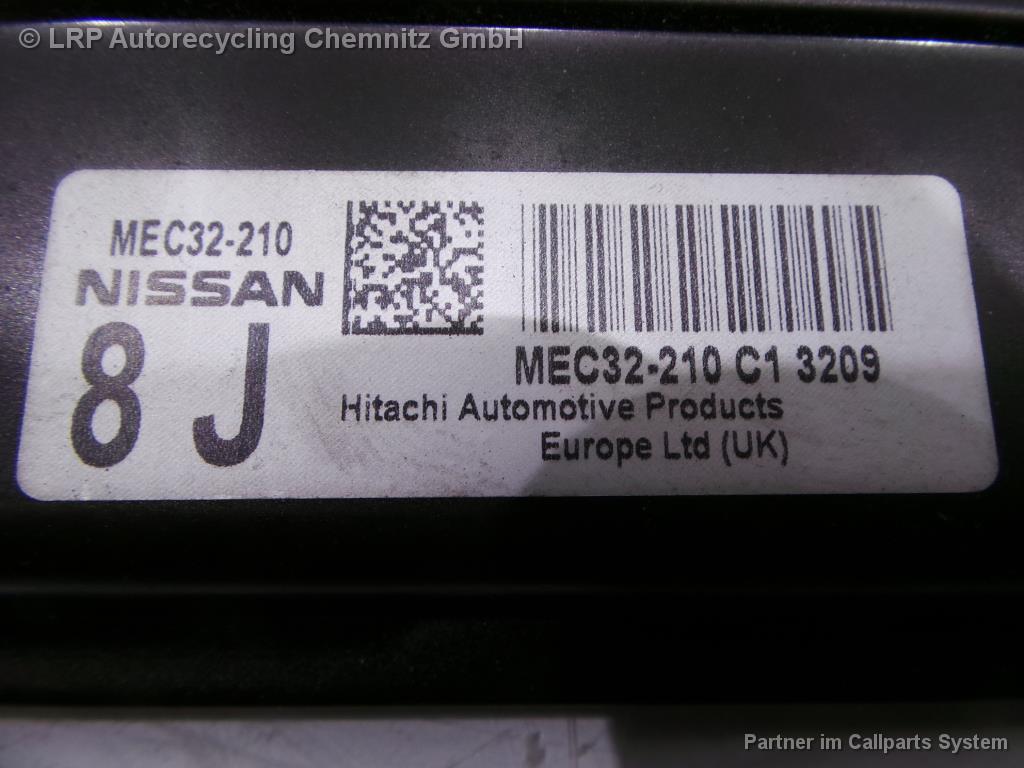 © LRP Autorecycling Chemnitz GmbH
MEC32-210
NISSAN
8 J
MEC32-210 C1 3209
Hitachi Automotive Products
Europe Ltd (UK)
Partner im Callparts System